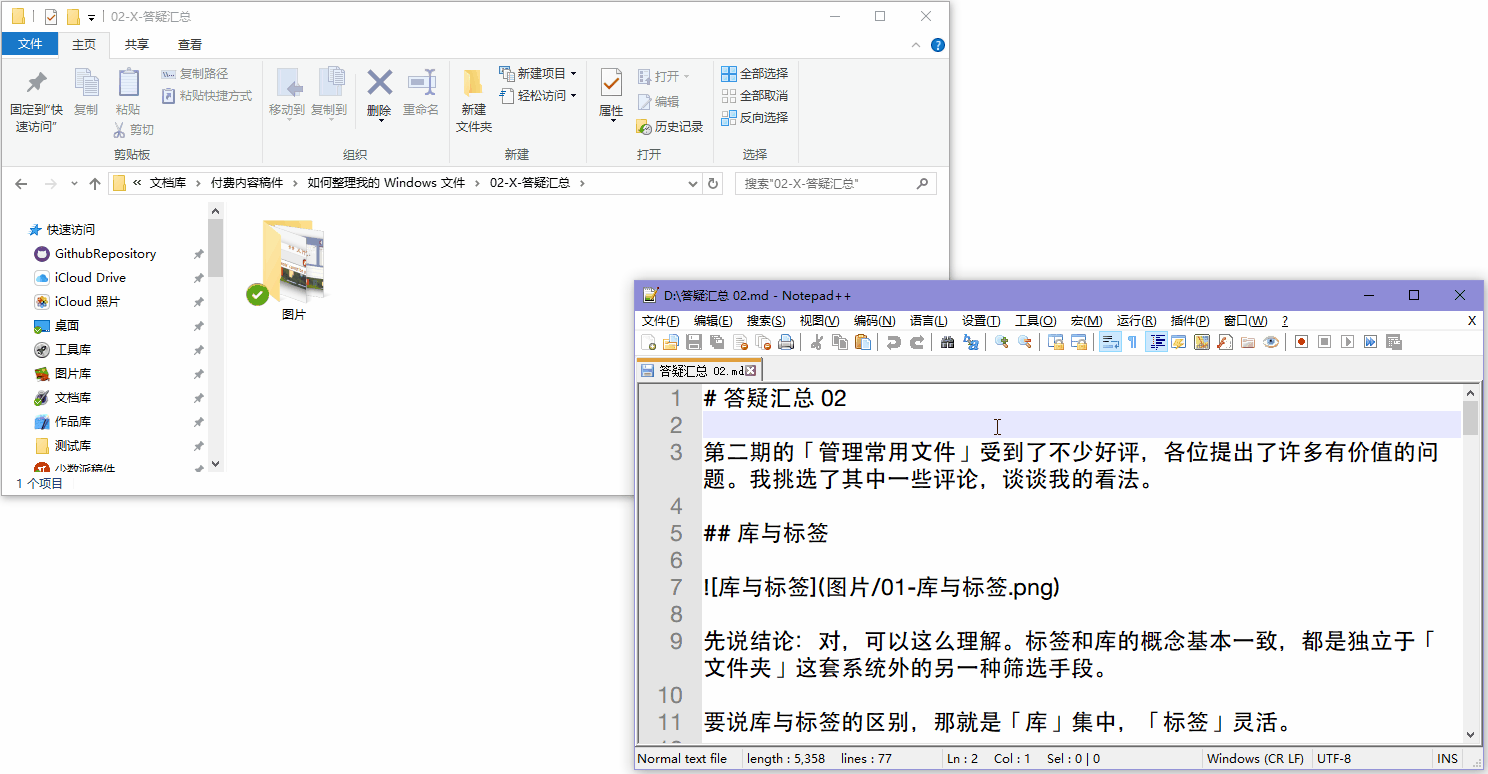 02-X-答疑汇总
文件 主页 共享 查看
固定到"快速访问"
复制
粘贴
复制路径
粘贴快捷方式
剪切
剪贴板
移动到 复制到 删除 重命名
组织
新建文件夹
新建项目
轻松访问
新建
属性
打开
编辑
历史记录
打开
全部选择
全部取消
反向选择
选择
« 文档库 › 付费内容稿件 › 如何整理我的 Windows 文件 › 02-X-答疑汇总 ›
搜索"02-X-答疑汇总"
快速访问
GithubRepository
iCloud Drive
iCloud 照片
桌面
工具库
图片库
文档库
作品库
测试库
少数派稿件
图片
1 个项目
D:\答疑汇总 02.md - Notepad++
文件(F) 编辑(E) 搜索(S) 视图(V) 编码(N) 语言(L) 设置(T) 工具(O) 宏(M) 运行(R) 插件(P) 窗口(W) ? X
答疑汇总 02.md
1 # 答疑汇总 02
2
3 第二期的「管理常用文件」受到了不少好评，各位提出了许多有价值的问
题。我挑选了其中一些评论，谈谈我的看法。
4
5 ## 库与标签
6
7 ![库与标签](图片/01-库与标签.png)
8
9 先说结论：对，可以这么理解。标签和库的概念基本一致，都是独立于「
文件夹」这套系统外的另一种筛选手段。
10
11 要说库与标签的区别，那就是「库」集中，「标签」灵活。
Normal text file length : 5,358 lines : 77 Ln : 2 Col : 1 Sel : 0 | 0 Windows (CR LF) UTF-8 INS